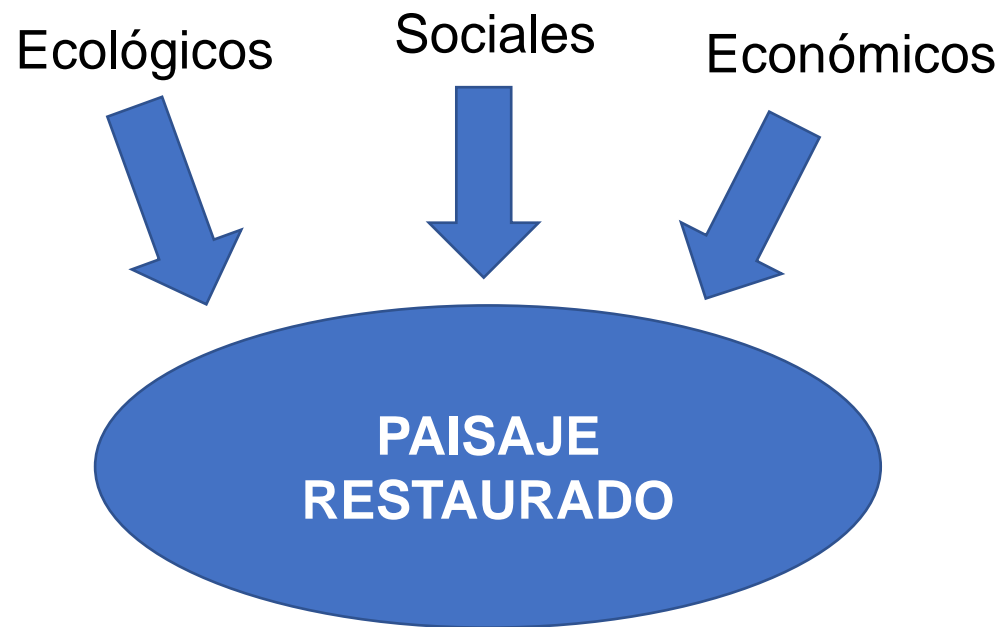 Ecológicos
Sociales
Económicos
PAISAJE
RESTAURADO